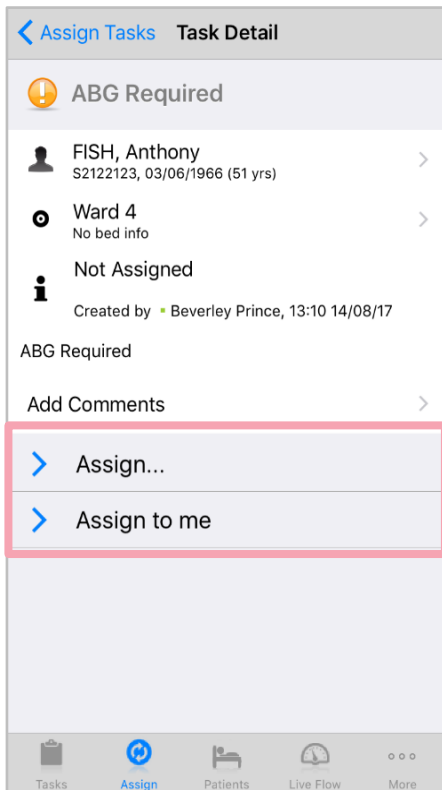 Assign Tasks Task Detail
ABG Required
FISH, Anthony
S2122123, 03/06/1966 (51 yrs)
Ward 4
No bed info
Not Assigned
Created by Beverley Prince, 13:10 14/08/17
ABG Required
Add Comments
Assign...
Assign to me
Tasks Assign Patients Live Flow More